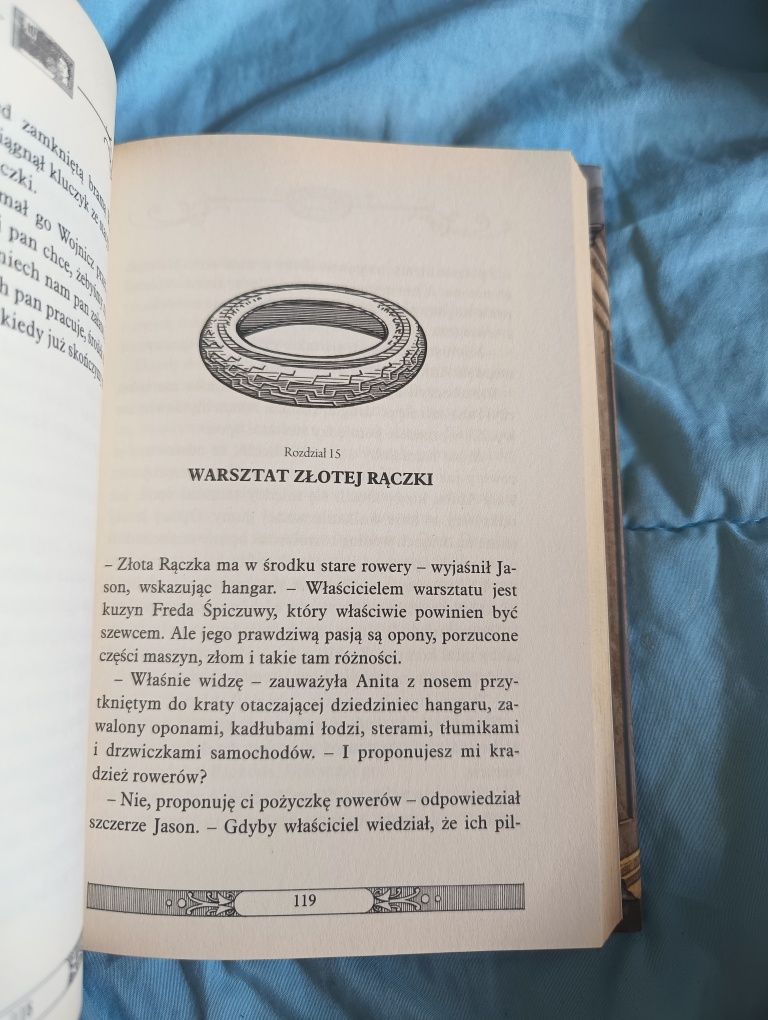 zamkniętą
kluczyk ze
czki.
go Wojnicz
pan chce, żebyśmy
niech nam pan
pan pracuje,
kiedy już
Rozdział 15
WARSZTAT ZŁOTEJ RĄCZKI
– Złota Rączka ma w środku stare rowery – wyjaśnił Ja-
son, wskazując hangar. – Właścicielem warsztatu jest
kuzyn Freda Śpiczuwy, który właściwie powinien być
szewcem. Ale jego prawdziwą pasją są opony, porzucone
części maszyn, złom i takie tam różności.
– Właśnie widzę – zauważyła Anita z nosem przy-
tkniętym do kraty otaczającej dziedziniec hangaru, za-
walony oponami, kadłubami łodzi, sterami, tłumikami
i drzwiczkami samochodów. – I proponujesz mi kra-
dzież rowerów?
– Nie, proponuję ci pożyczkę rowerów – odpowiedział
szczerze Jason. – Gdyby właściciel wiedział, że ich pil-
119